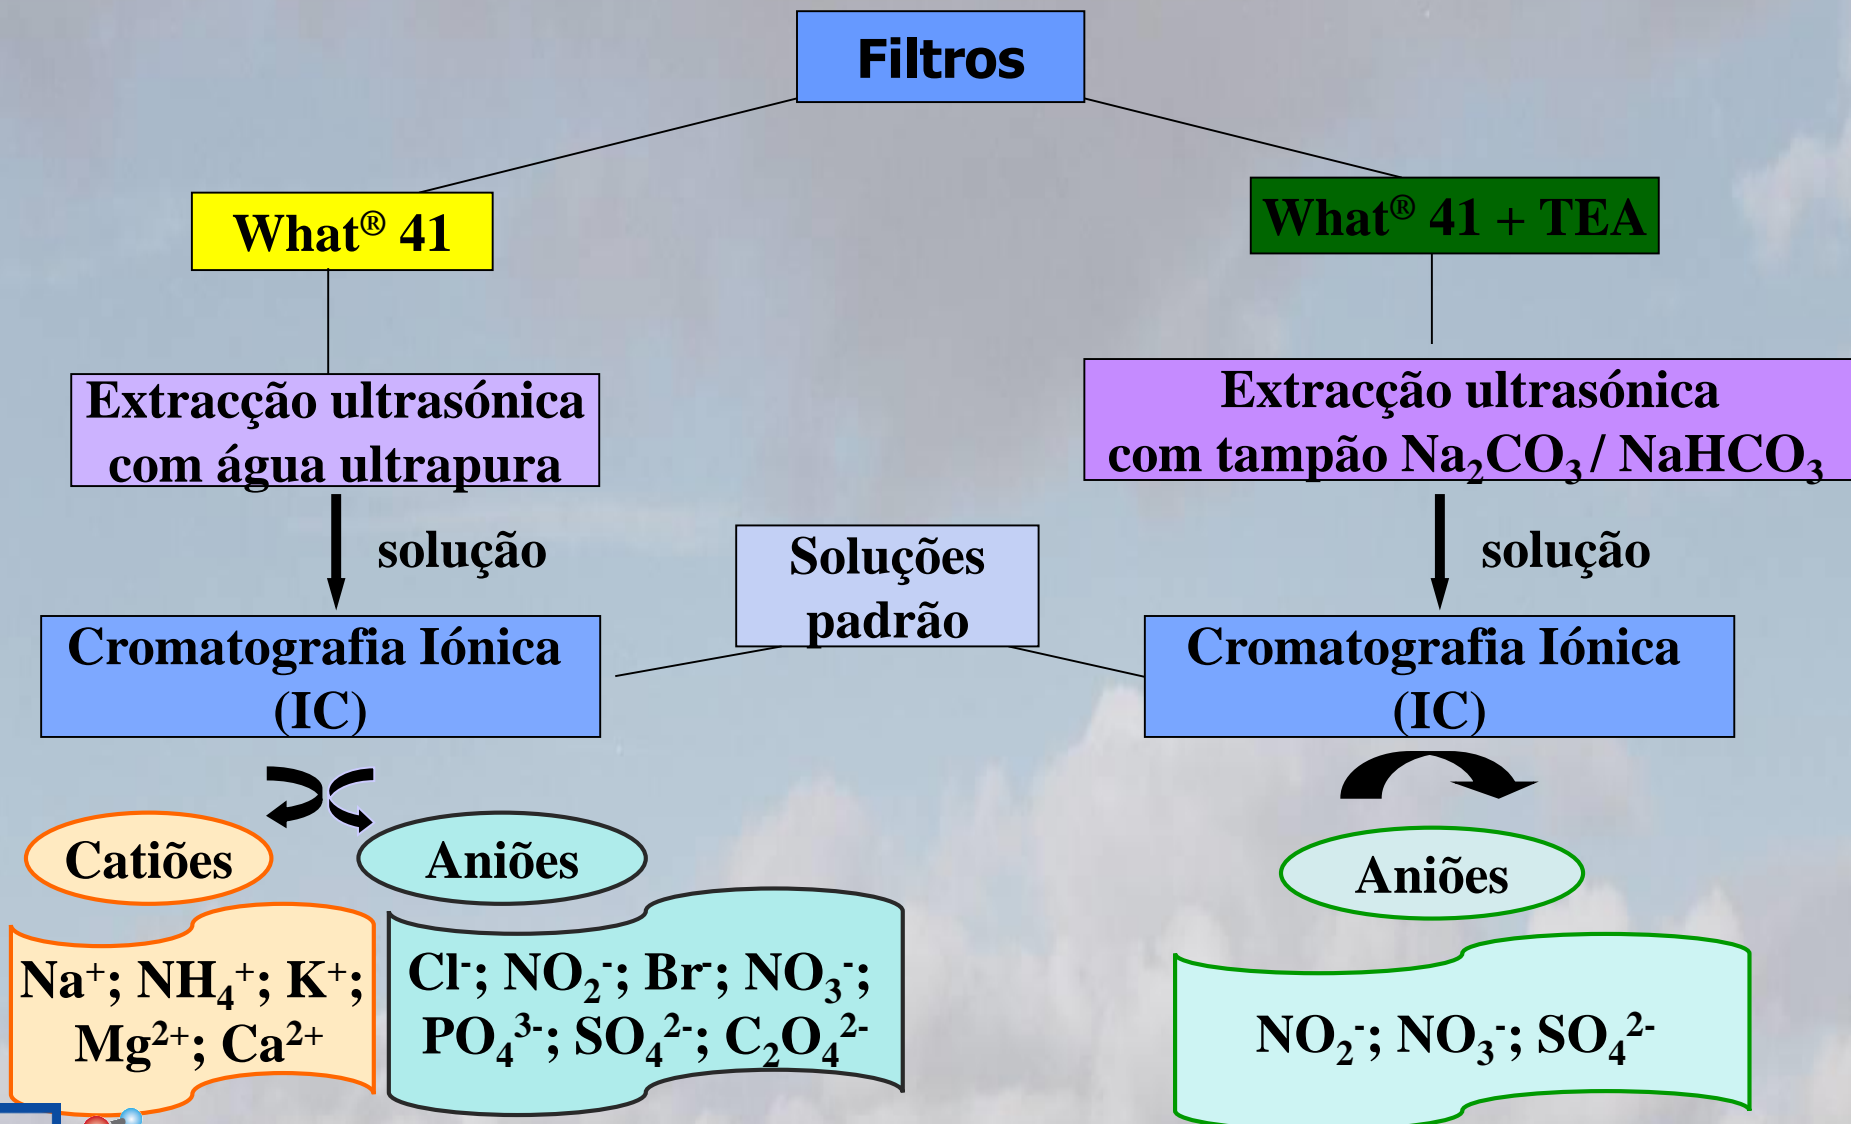 Filtros
What® 41
What® 41 + TEA
Extracção ultrasónica
com água ultrapura
Extracção ultrasónica
com tampão Na₂CO₃ / NaHCO₃
solução
Soluções
padrão
solução
Cromatografia Iónica
(IC)
Cromatografia Iónica
(IC)
Catiões
Aniões
Aniões
Na⁺; NH₄⁺; K⁺;
Mg²⁺; Ca²⁺
Cl⁻; NO₂⁻; Br⁻; NO₃⁻;
PO₄³⁻; SO₄²⁻; C₂O₄²⁻
NO₂⁻; NO₃⁻; SO₄²⁻